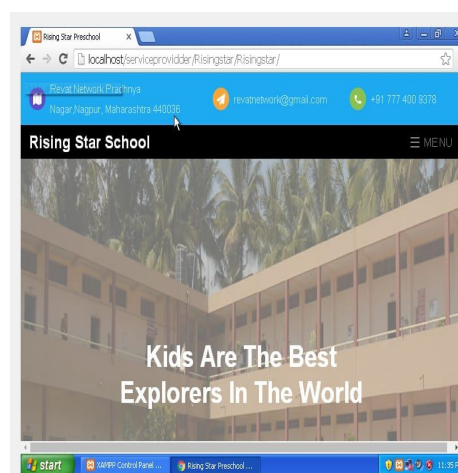 Rising Star Preschool
localhost/serviceprovidder/Risingstar/Risingstar/
Revat Network Pradhnya
Nagar,Nagpur, Maharashtra 440036
revatnetwork@gmail.com
+91 777 400 8378
Rising Star School
MENU
Kids Are The Best
Explorers In The World
start
XAMPP Control Panel ...
Rising Star Preschool ...
11:35 P